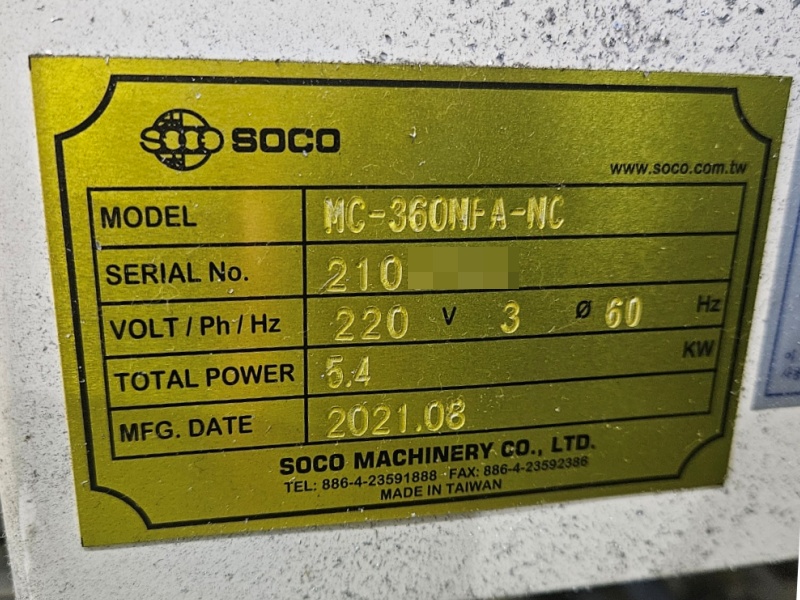 SOCO SOCO
www.soco.com.tw
MODEL MC-360NFA-NC
SERIAL No. 210
VOLT / Ph / Hz 220 V 3 Ø 60 Hz
TOTAL POWER 5.4 KW
MFG. DATE 2021.08
SOCO MACHINERY CO., LTD.
TEL: 886-4-23591888 FAX: 886-4-23592386
MADE IN TAIWAN